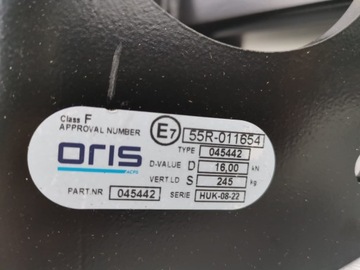 Class F
APPROVAL NUMBER E7 55R-011654
TYPE 045442
ORIS
D-VALUE D 16,00 kN
VERT.LD S 245 kg
PART.NR 045442 SERIE HUK-08-22